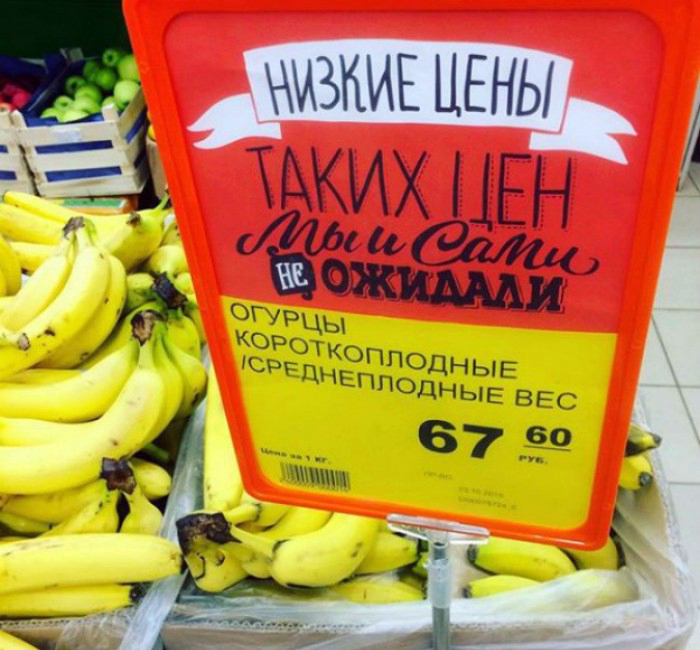 НИЗКИЕ ЦЕНЫ
ТАКИХ ЦЕН
Мы и Сами
НЕ ОЖИДАЛИ
ОГУРЦЫ
КОРОТКОПЛОДНЫЕ
/СРЕДНЕПЛОДНЫЕ ВЕС
67 60
РУБ.
Цена за 1 КГ.